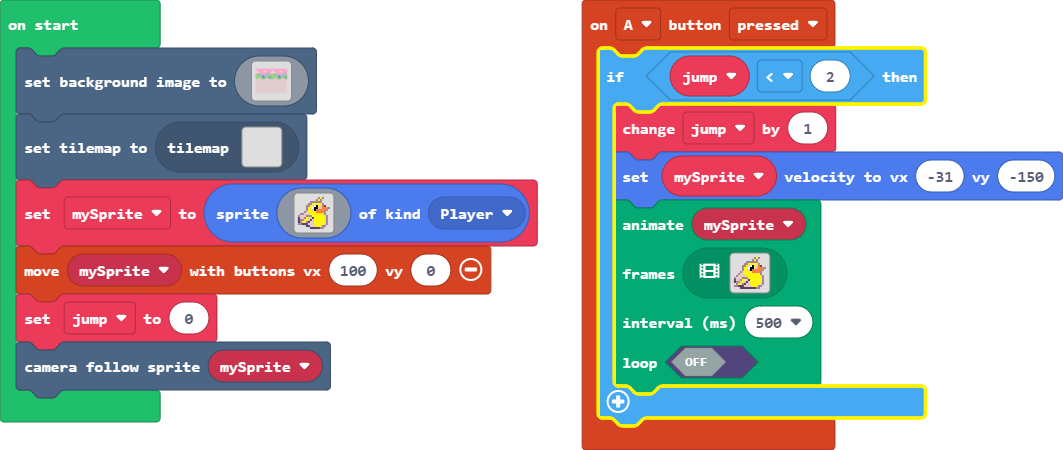 on start
set background image to
set tilemap to tilemap
set mySprite to sprite of kind Player
move mySprite with buttons vx 100 vy 0
set jump to 0
camera follow sprite mySprite
on A button pressed
if jump < 2 then
change jump by 1
set mySprite velocity to vx -31 vy -150
animate mySprite
frames
interval (ms) 500
loop OFF